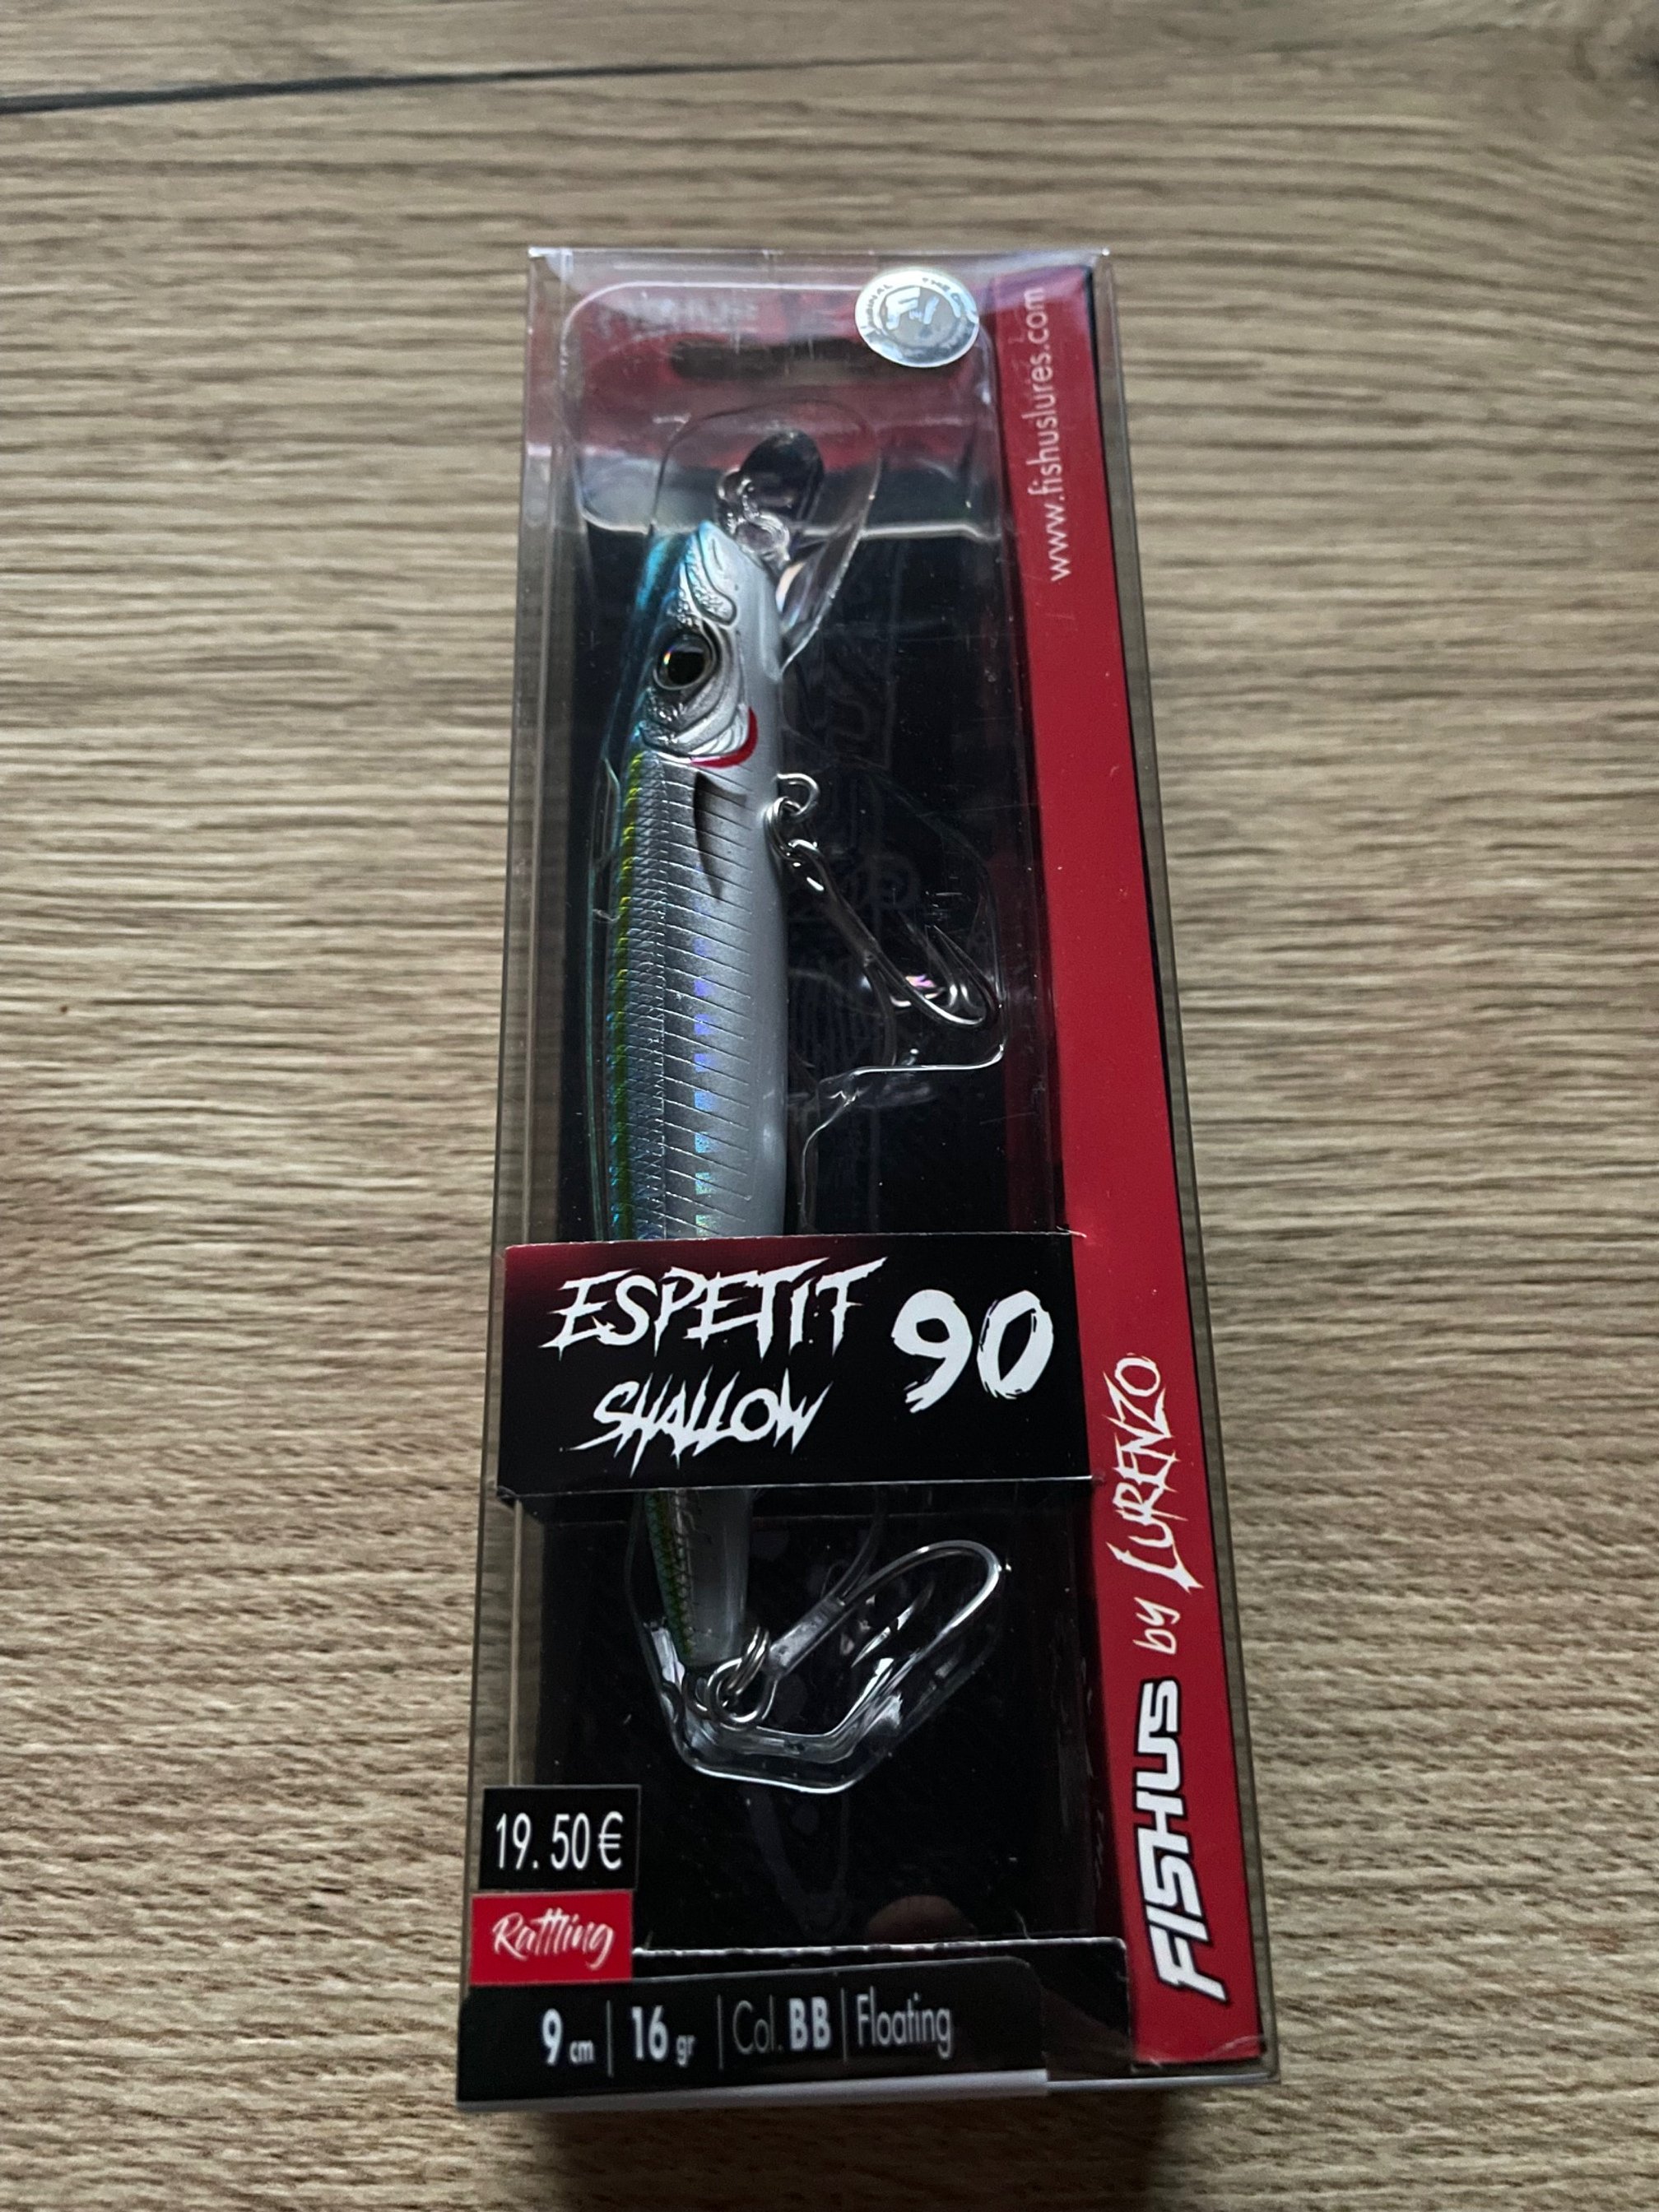 www.fishuslures.com
ESPETIT 90
SHALLOW
FISHUS by LURENZO
19.50€
Rattling
9 cm | 16 gr | Col. BB | Floating